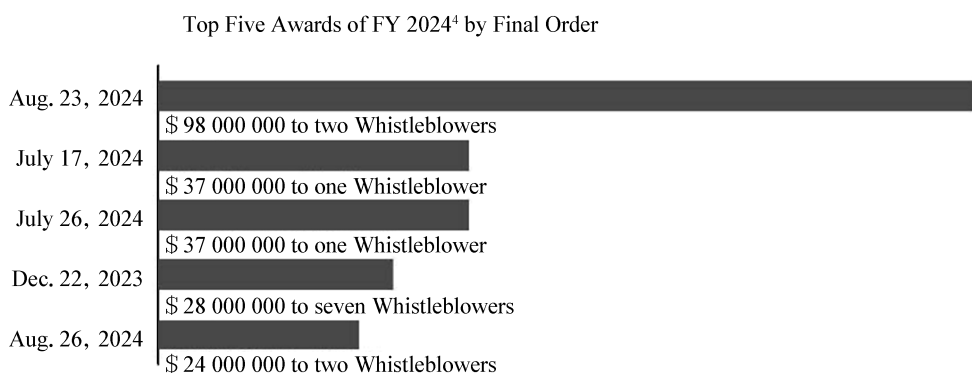 Top Five Awards of FY 2024⁴ by Final Order
Aug. 23, 2024
$ 98 000 000 to two Whistleblowers
July 17, 2024
$ 37 000 000 to one Whistleblower
July 26, 2024
$ 37 000 000 to one Whistleblower
Dec. 22, 2023
$ 28 000 000 to seven Whistleblowers
Aug. 26, 2024
$ 24 000 000 to two Whistleblowers